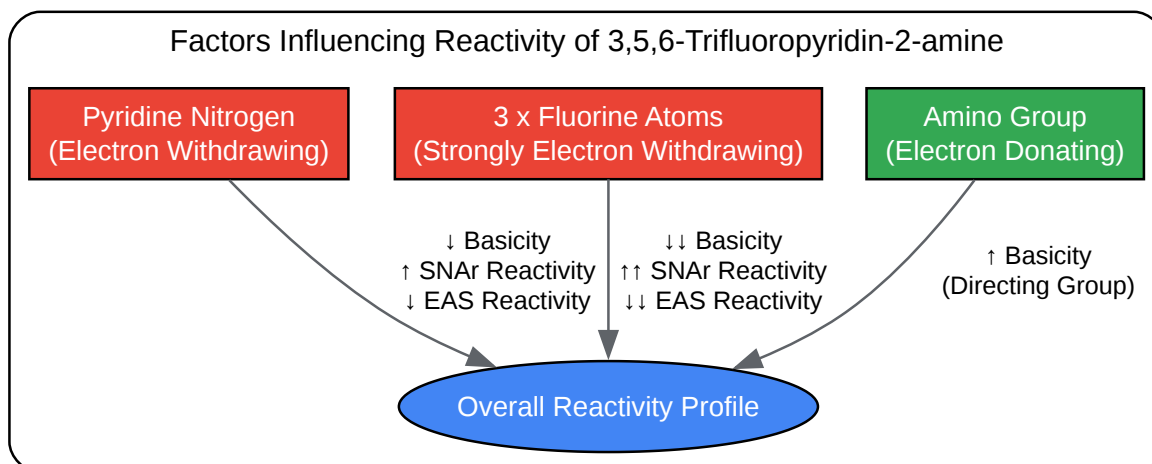 Factors Influencing Reactivity of 3,5,6-Trifluoropyridin-2-amine
Pyridine Nitrogen
(Electron Withdrawing)
3 x Fluorine Atoms
(Strongly Electron Withdrawing)
Amino Group
(Electron Donating)
↓ Basicity
↑ SNAr Reactivity
↓ EAS Reactivity
↓↓ Basicity
↑↑ SNAr Reactivity
↓↓ EAS Reactivity
↑ Basicity
(Directing Group)
Overall Reactivity Profile